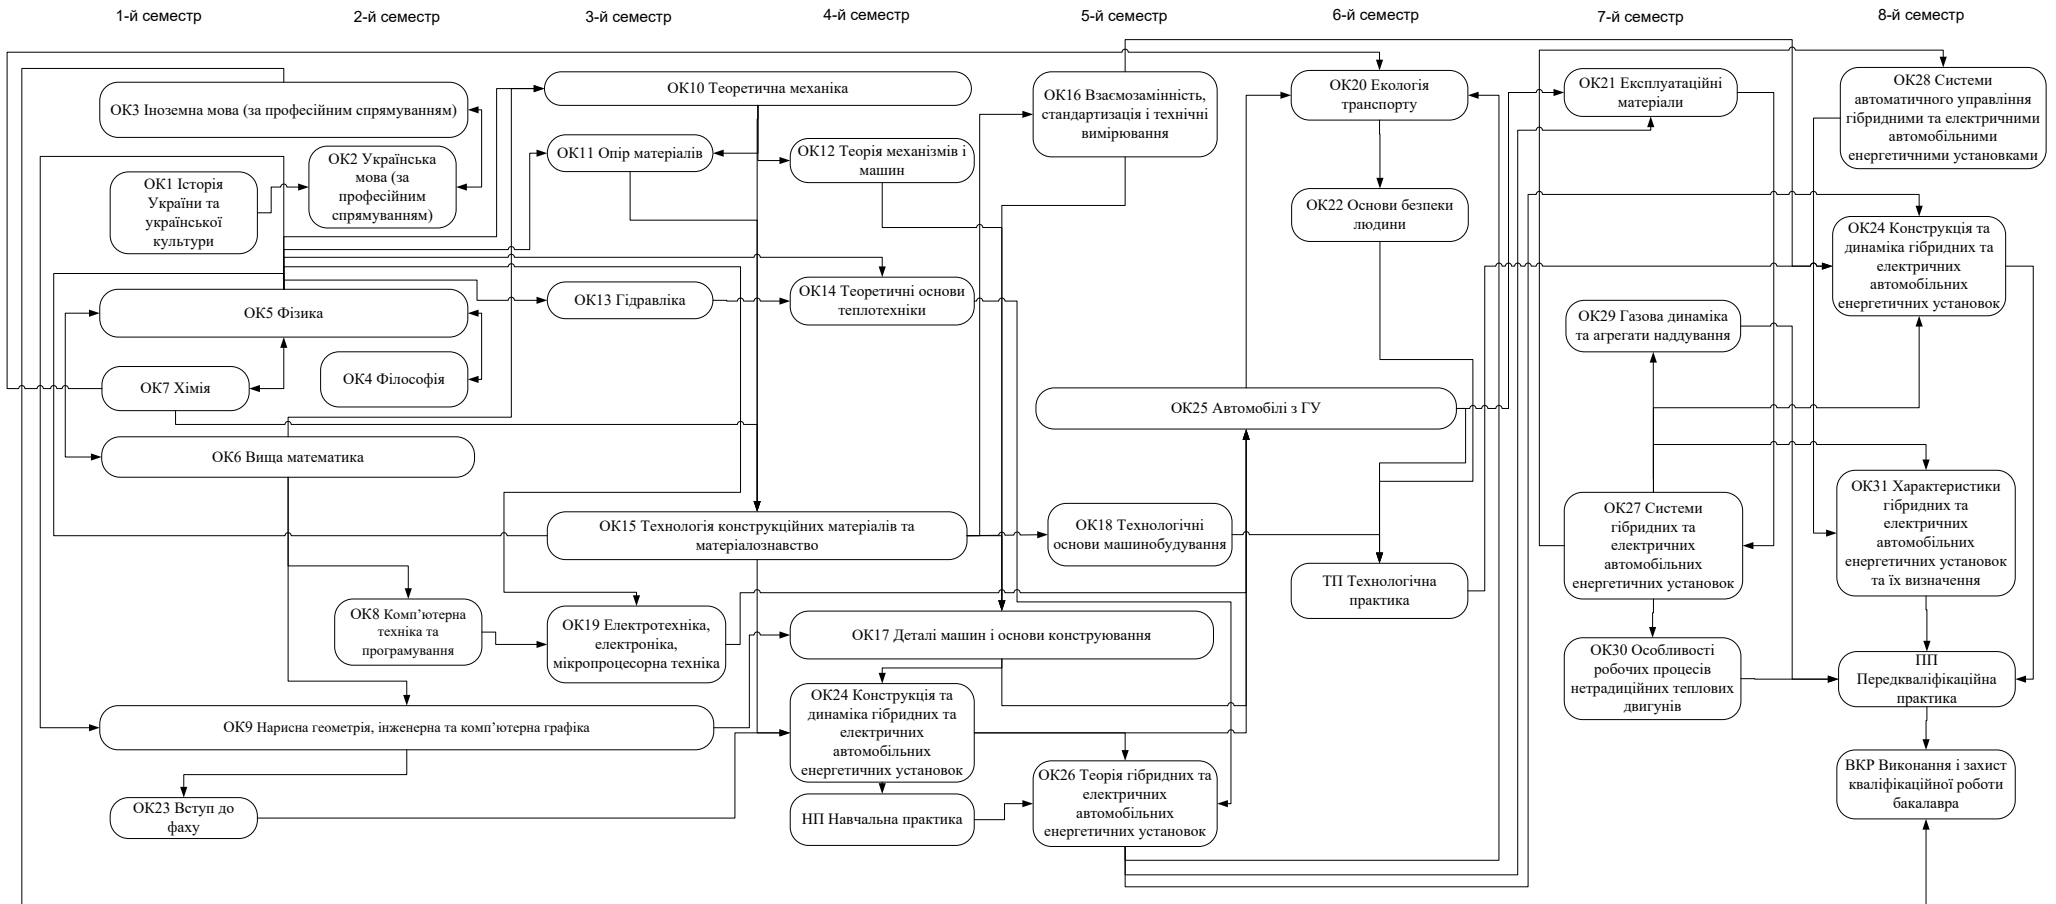 1-й семестр
2-й семестр
3-й семестр
4-й семестр
5-й семестр
6-й семестр
7-й семестр
8-й семестр
ОК3 Іноземна мова (за професійним спрямуванням)
ОК2 Українська
мова (за
професійним
спрямуванням)
ОК1 Історія
України та
української
культури
ОК5 Фізика
ОК4 Філософія
ОК7 Хімія
ОК6 Вища математика
ОК8 Комп’ютерна
техніка та
програмування
ОК9 Нарисна геометрія, інженерна та комп’ютерна графіка
ОК23 Вступ до
фаху
ОК10 Теоретична механіка
ОК11 Опір матеріалів
ОК12 Теорія механізмів і
машин
ОК13 Гідравліка
ОК14 Теоретичні основи
теплотехніки
ОК15 Технологія конструкційних матеріалів та
матеріалознавство
ОК19 Електротехніка,
електроніка,
мікропроцесорна техніка
ОК17 Деталі машин і основи конструювання
ОК24 Конструкція та
динаміка гібридних та
електричних
автомобільних
енергетичних установок
НП Навчальна практика
ОК16 Взаємозамінність,
стандартизація і технічні
вимірювання
ОК25 Автомобілі з ГУ
ОК18 Технологічні
основи машинобудування
ОК26 Теорія гібридних та
електричних
автомобільних
енергетичних установок
ОК20 Екологія
транспорту
ОК22 Основи безпеки
людини
ТП Технологічна
практика
ОК21 Експлуатаційні
матеріали
ОК29 Газова динаміка
та агрегати наддування
ОК27 Системи
гібридних та
електричних
автомобільних
енергетичних установок
ОК30 Особливості
робочих процесів
нетрадиційних теплових
двигунів
ОК28 Системи
автоматичного управління
гібридними та електричними
автомобільними
енергетичними установками
ОК24 Конструкція та
динаміка гібридних та
електричних
автомобільних
енергетичних установок
ОК31 Характеристики
гібридних та
електричних
автомобільних
енергетичних установок
та їх визначення
ПП
Передкваліфікаційна
практика
ВКР Виконання і захист
кваліфікаційної роботи
бакалавра